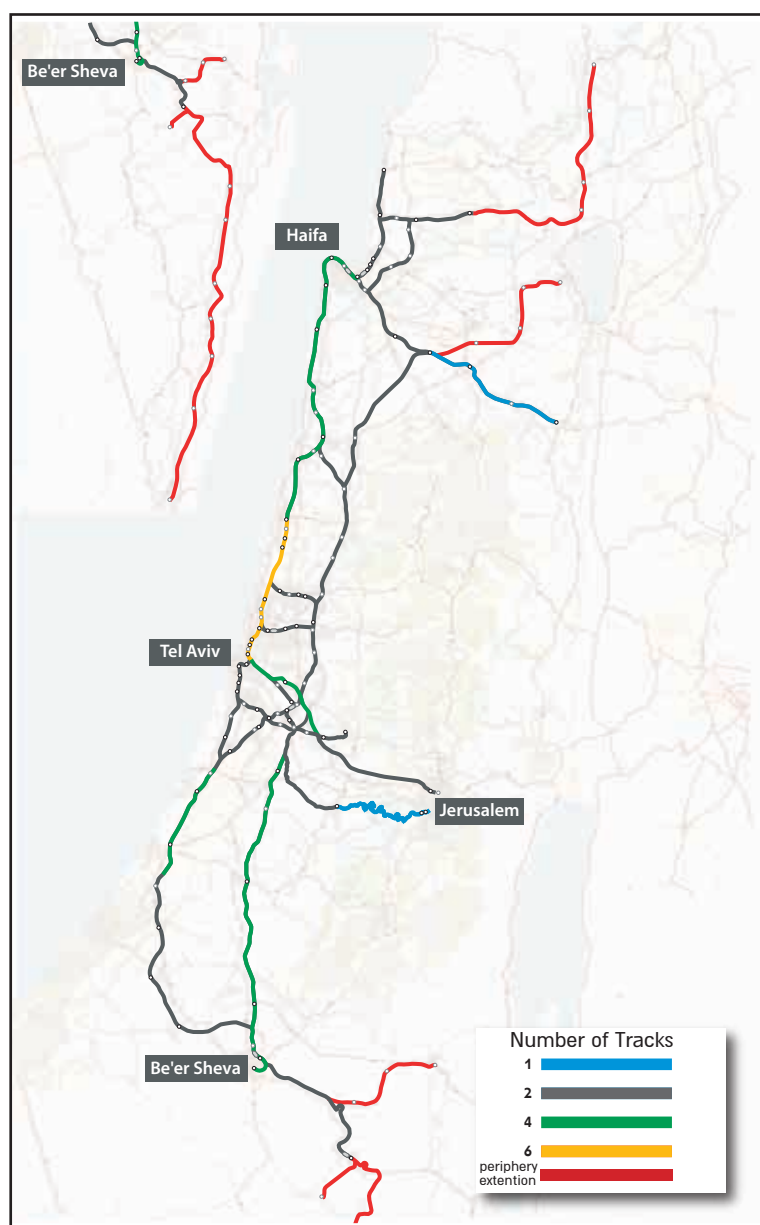 Be'er Sheva
Haifa
Tel Aviv
Jerusalem
Be'er Sheva
Number of Tracks
1
2
4
6
periphery
extention